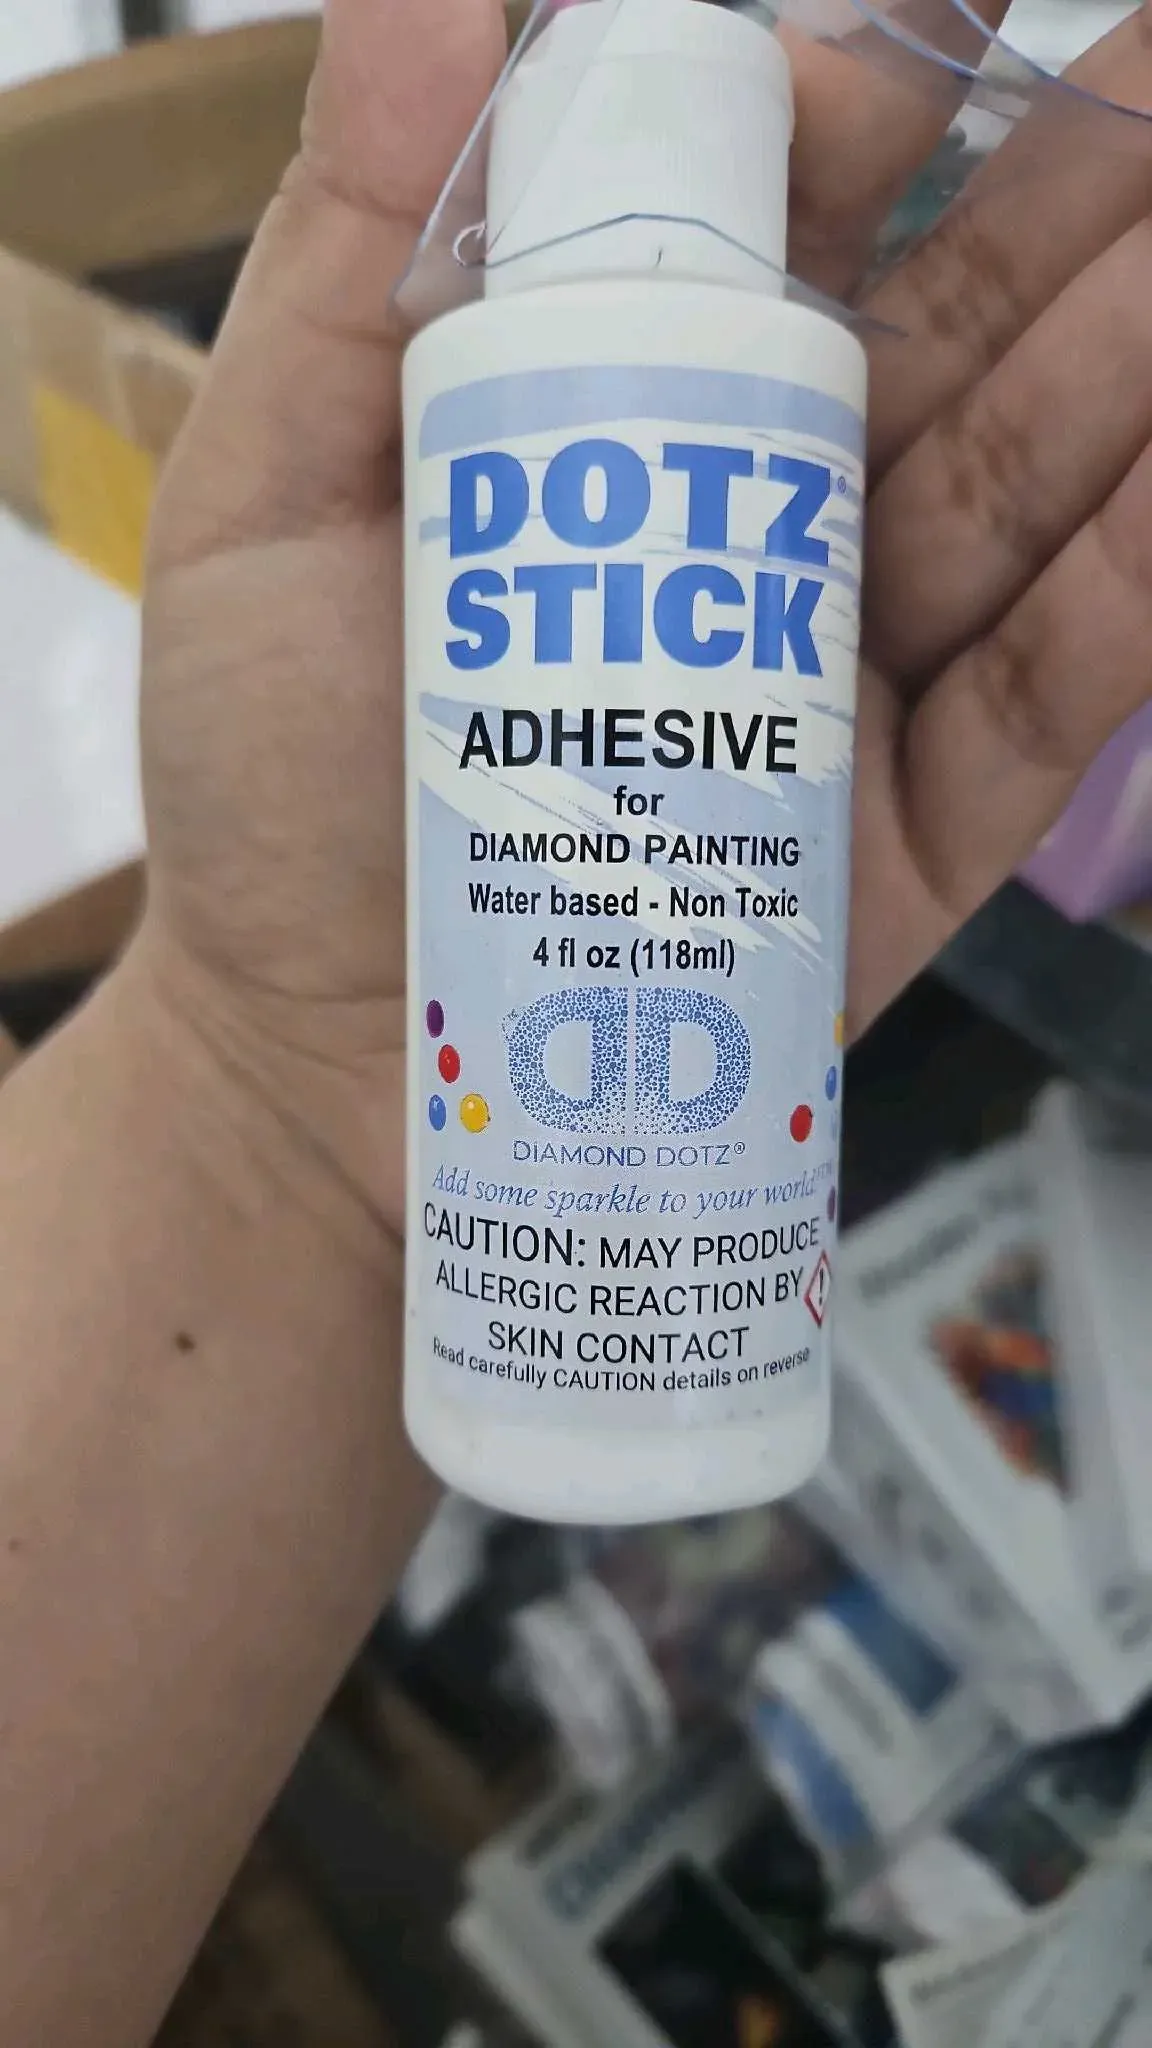 DOTZ®
STICK
ADHESIVE
for
DIAMOND PAINTING
Water based - Non Toxic
4 fl oz (118ml)
DIAMOND DOTZ®
Add some sparkle to your world
CAUTION: MAY PRODUCE
ALLERGIC REACTION BY
SKIN CONTACT
Read carefully CAUTION details on reverse